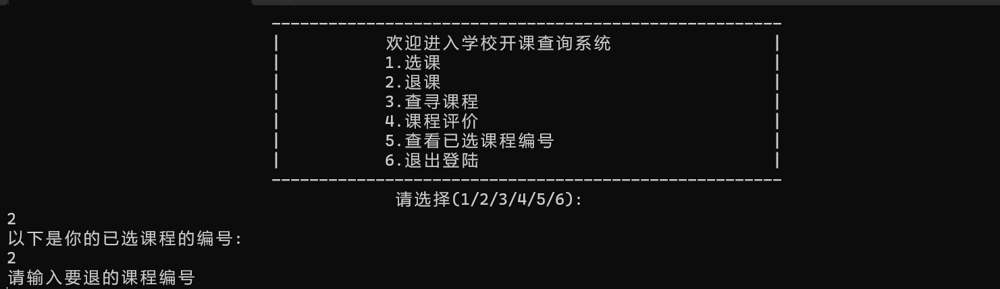 欢迎进入学校开课查询系统
1.选课
2.退课
3.查寻课程
4.课程评价
5.查看已选课程编号
6.退出登陆
请选择(1/2/3/4/5/6):
2
以下是你的已选课程的编号:
2
请输入要退的课程编号